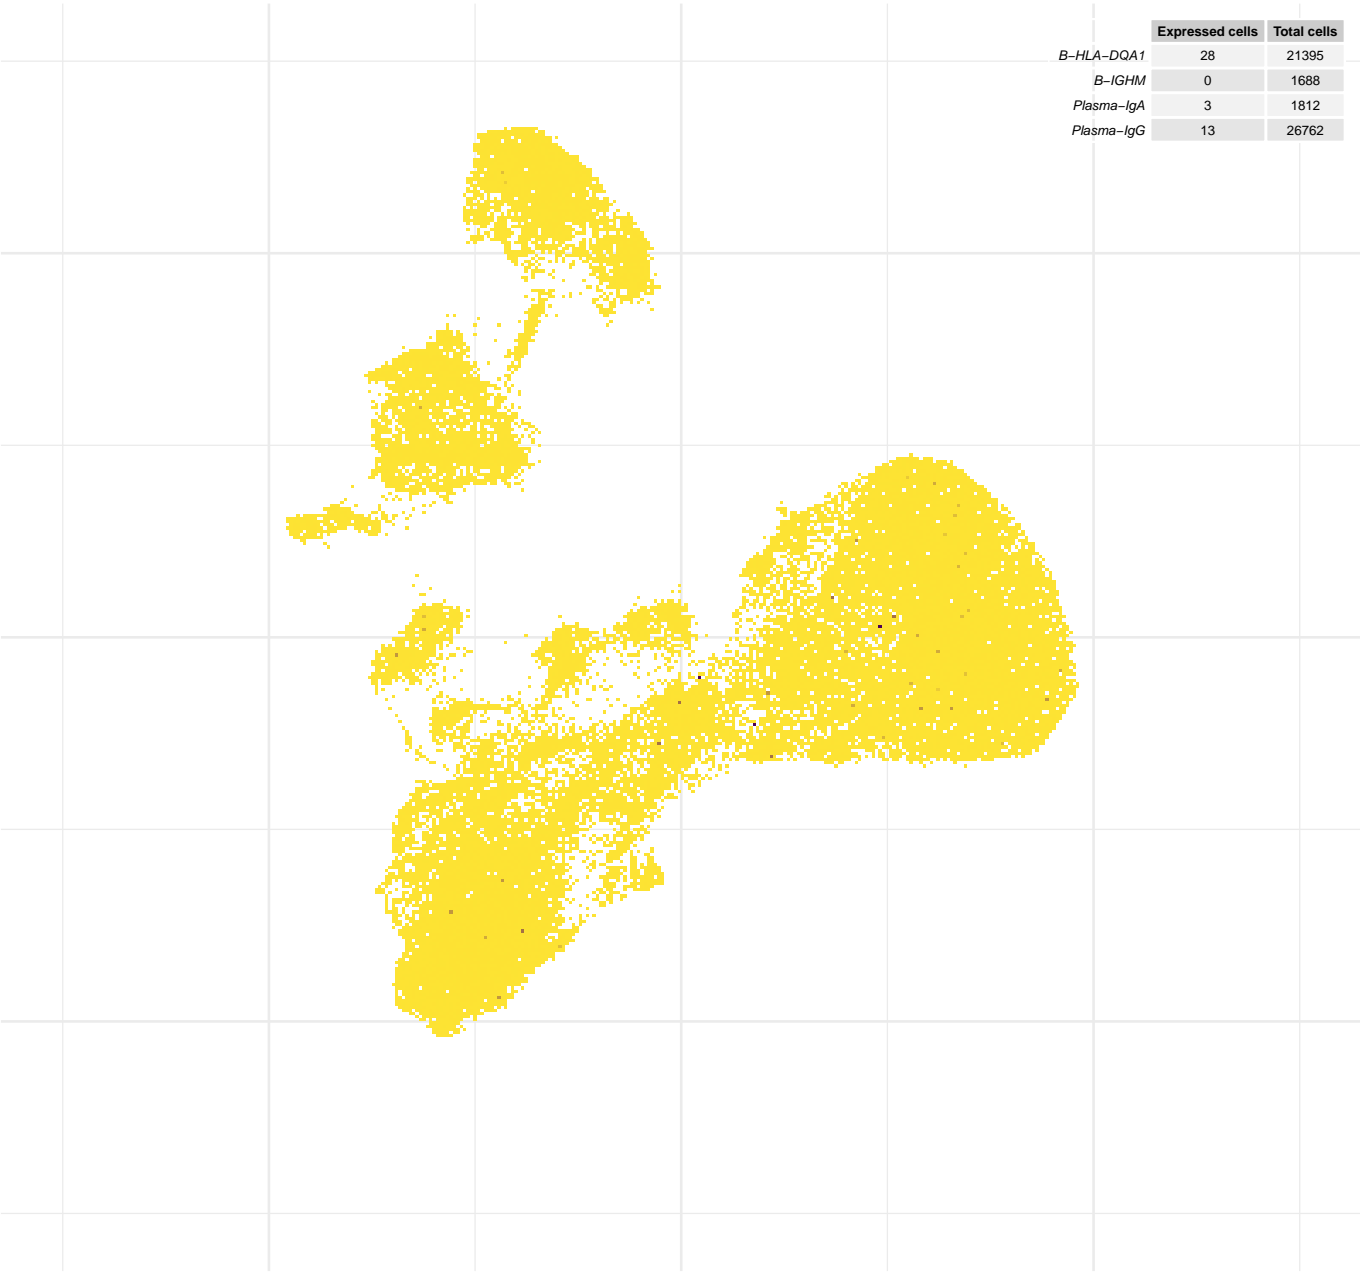 Expressed cells Total cells
B−HLA−DQA1 28 21395
B−IGHM 0 1688
Plasma−IgA 3 1812
Plasma−IgG 13 26762